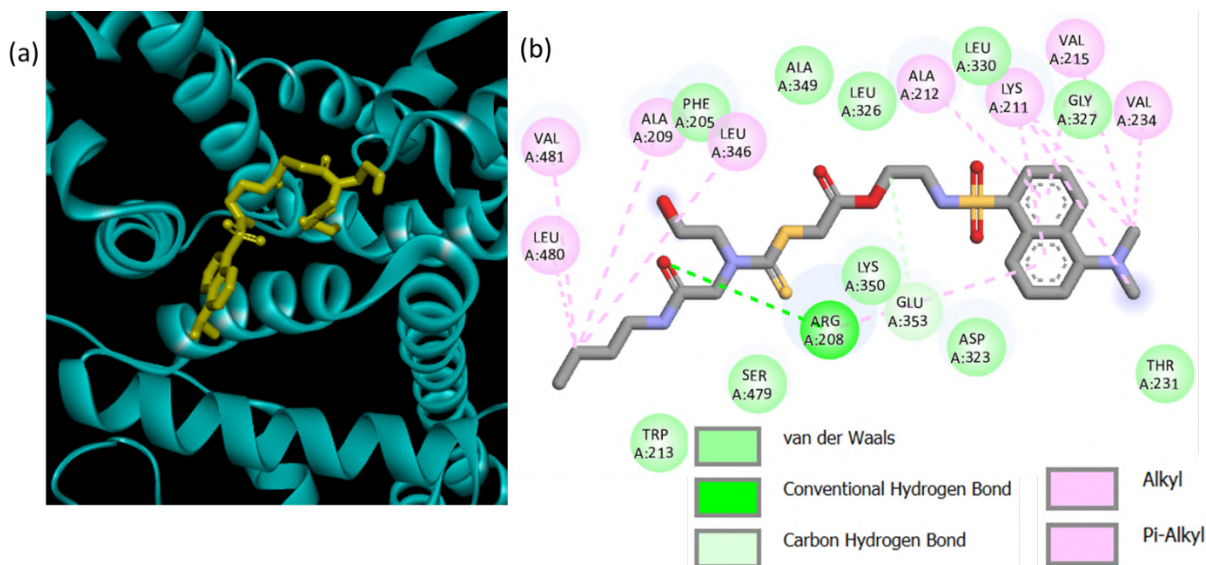 (a)
(b)
VAL
A:481
LEU
A:480
ALA
A:209
PHE
A:205
LEU
A:346
ALA
A:349
LEU
A:326
ALA
A:212
LEU
A:330
LYS
A:211
VAL
A:215
GLY
A:327
VAL
A:234
LYS
A:350
GLU
A:353
ARG
A:208
ASP
A:323
THR
A:231
SER
A:479
TRP
A:213
van der Waals
Conventional Hydrogen Bond
Carbon Hydrogen Bond
Alkyl
Pi-Alkyl